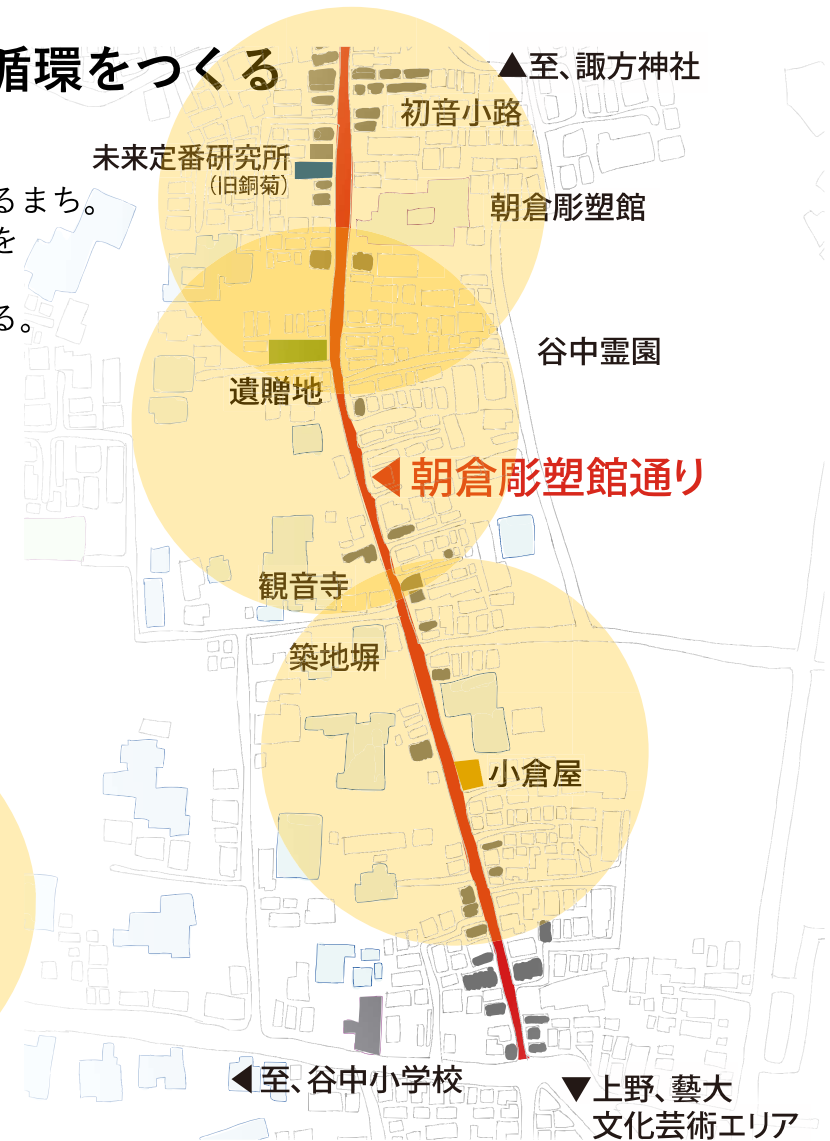 循環をつくる
▲至、諏方神社
初音小路
未来定番研究所
（旧銅菊）
るまち。
朝倉彫塑館
を
る。
谷中霊園
遺贈地
◀朝倉彫塑館通り
観音寺
築地塀
小倉屋
◀至、谷中小学校
▼上野、藝大
文化芸術エリア